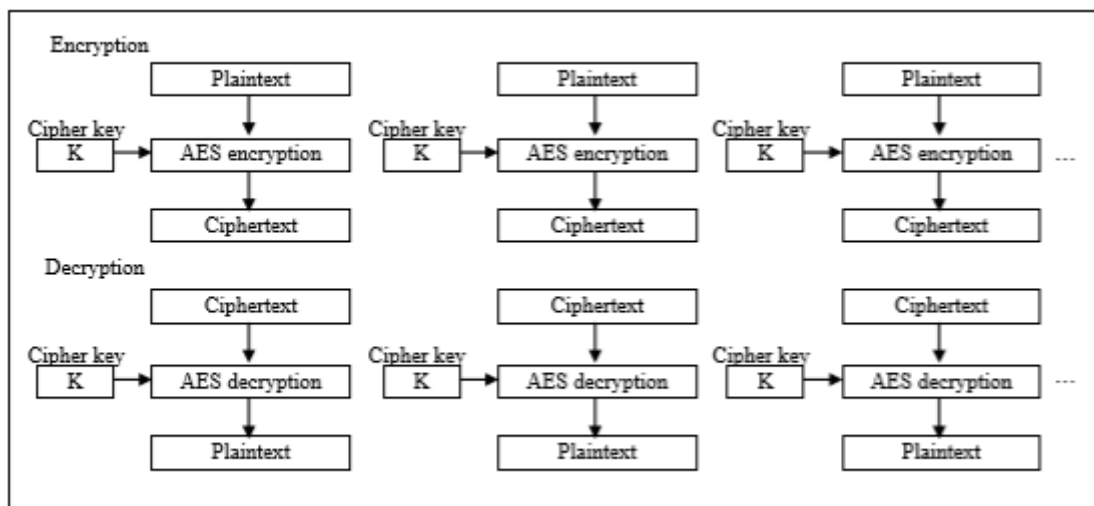 Encryption
Plaintext Plaintext Plaintext
Cipher key Cipher key Cipher key
K AES encryption K AES encryption K AES encryption ---
Ciphertext Ciphertext Ciphertext
Decryption
Ciphertext Ciphertext Ciphertext
Cipher key Cipher key Cipher key
K AES decryption K AES decryption K AES decryption ---
Plaintext Plaintext Plaintext